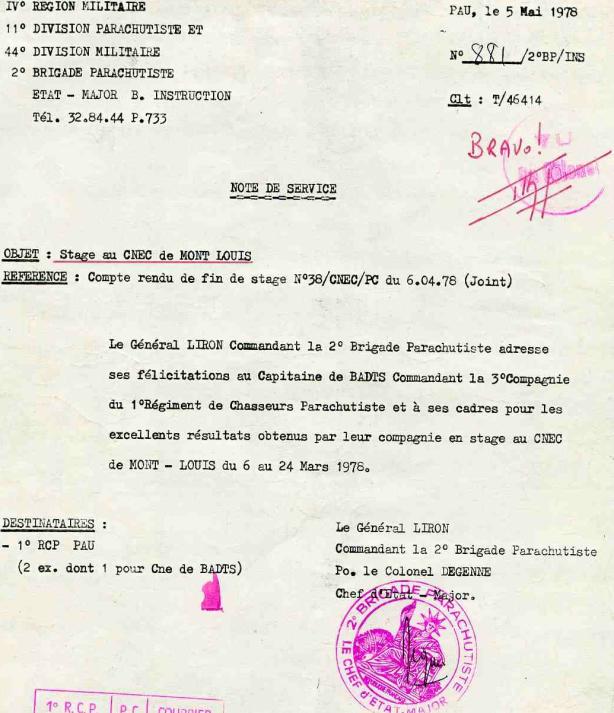 IV° REGION MILITAIRE
11° DIVISION PARACHUTISTE ET
44° DIVISION MILITAIRE
2° BRIGADE PARACHUTISTE
ETAT - MAJOR B. INSTRUCTION
Tél. 32.84.44 P.733
PAU, le 5 Mai 1978
N° 881 /2°BP/INS
Clt : T/46414
BRAVO!
VU
NOTE DE SERVICE
OBJET : Stage au CNEC de MONT LOUIS
REFERENCE : Compte rendu de fin de stage N°38/CNEC/PC du 6.04.78 (Joint)
Le Général LIRON Commandant la 2° Brigade Parachutiste adresse
ses félicitations au Capitaine de BADTS Commandant la 3°Compagnie
du 1°Régiment de Chasseurs Parachutiste et à ses cadres pour les
excellents résultats obtenus par leur compagnie en stage au CNEC
de MONT - LOUIS du 6 au 24 Mars 1978.
DESTINATAIRES :
- 1° RCP PAU
(2 ex. dont 1 pour Cne de BADTS)
Le Général LIRON
Commandant la 2° Brigade Parachutiste
Po. le Colonel DEGENNE
Chef d'Etat - Major.
2° BRIGADE PARACHUTISTE
LE CHEF d'ETAT-MAJOR
1° R.C.P P.C COURRIER